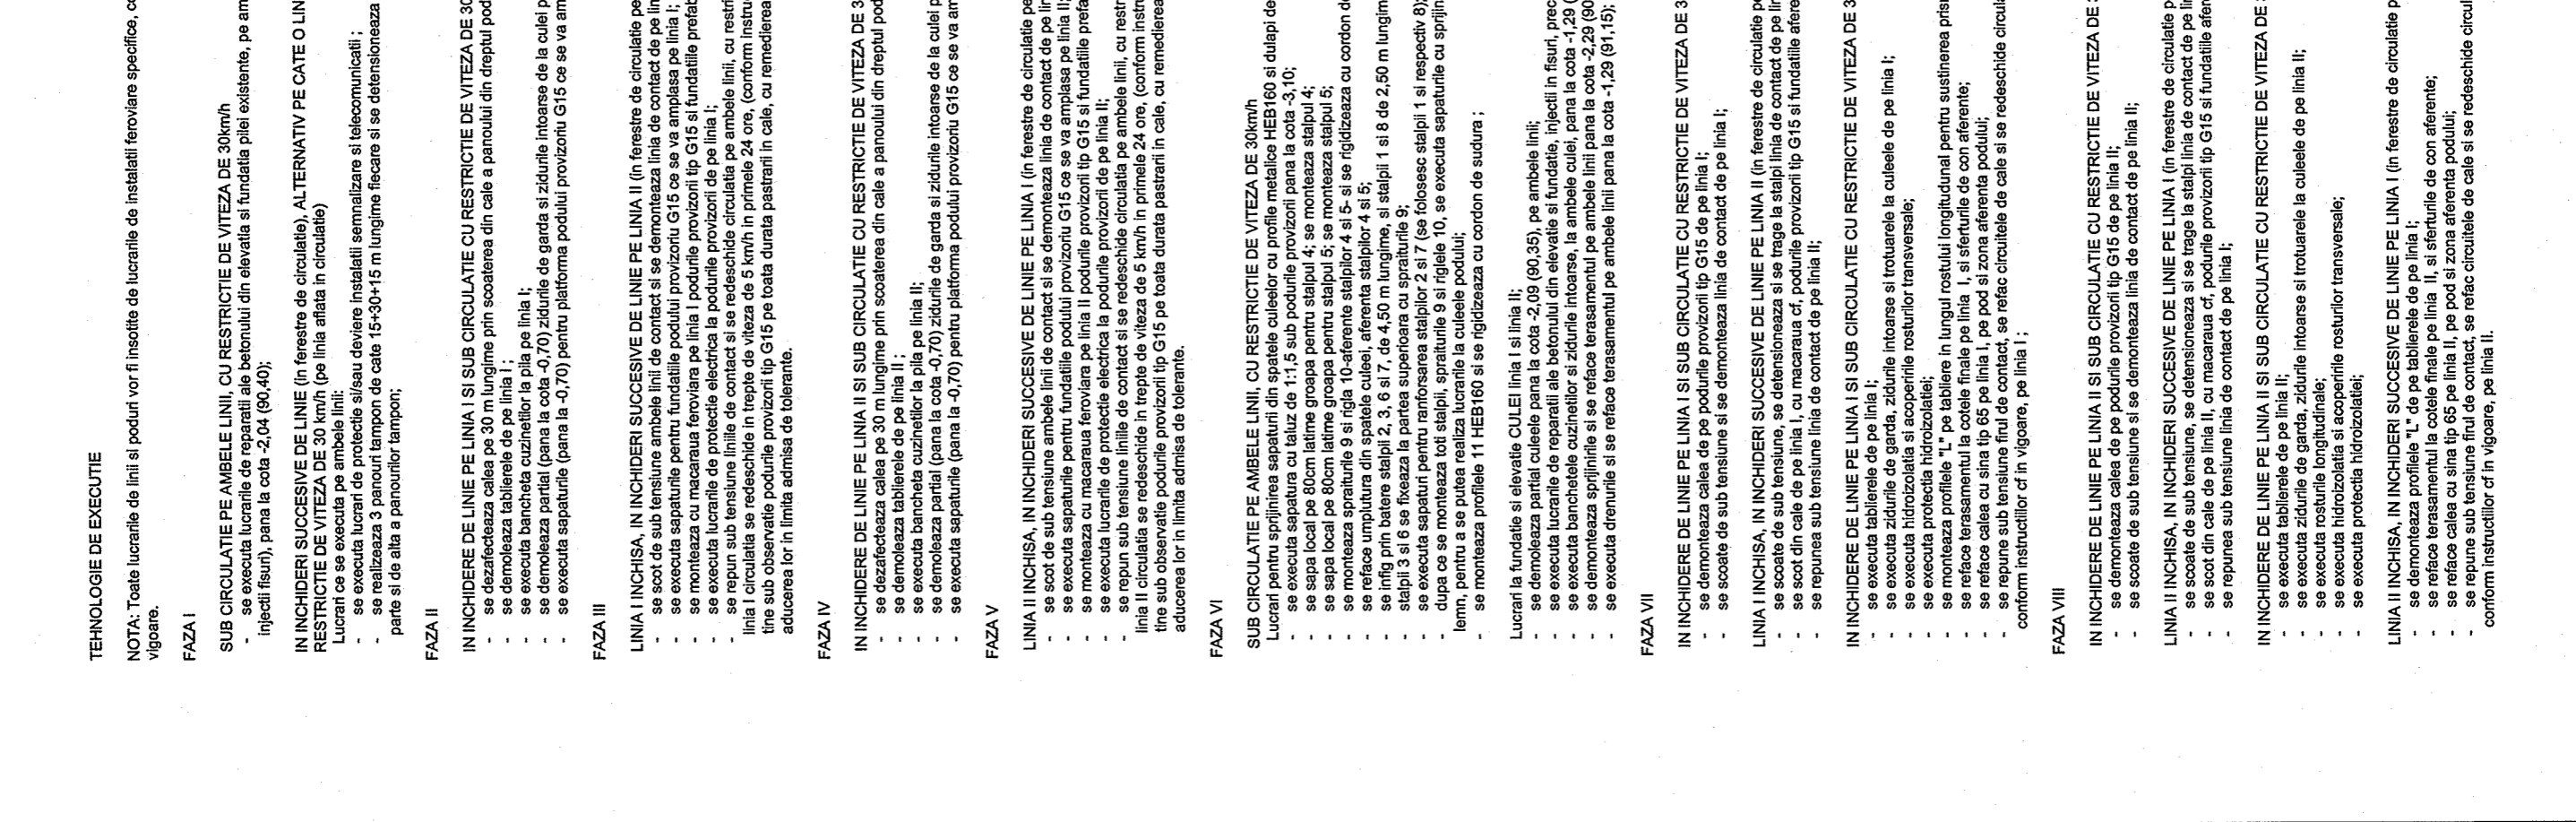 TEHNOLOGIE DE EXECUTIE
NOTA: Toate lucrarile de linii si poduri vor fi insotite de lucrarile de instalatii feroviare specifice,
vigoare.
FAZA I
SUB CIRCULATIE PE AMBELE LINII, CU RESTRICTIE DE VITEZA DE 30km/h
- se executa lucrarile de reparatii ale betonului din elevatia si fundatia pilei existente, pe am
injectii fisuri), pana la cota -2,04 (90,40);
IN INCHIDERI SUCCESIVE DE LINIE (in ferestre de circulatie), ALTERNATIV PE CATE O LIN
RESTRICTIE DE VITEZA DE 30 km/h (pe linia aflata in circulatie)
Lucrari ce se executa pe ambele linii:
- se executa lucrari de protectie si/sau deviere instalatii semnalizare si telecomunicatii ;
- se realizeaza 3 panouri tampon de cate 15+30+15 m lungime fiecare si se detensioneaza
parte si de alta a panourilor tampon;
FAZA II
IN INCHIDERE DE LINIE PE LINIA I SI SUB CIRCULATIE CU RESTRICTIE DE VITEZA DE 30
- se dezafecteaza calea pe 30 m lungime prin scoaterea din cale a panoului din dreptul pod
- se demoleaza tablierele de pe linia I ;
- se executa bancheta cuzinetilor la pila pe linia I;
- se demoleaza partial (pana la cota -0,70) zidurile de garda si zidurile intoarse de la culei p
- se executa sapaturile (pana la -0,70) pentru platforma podului provizoriu G15 ce se va am
FAZA III
LINIA I INCHISA, IN INCHIDERI SUCCESIVE DE LINIE PE LINIA II (in ferestre de circulatie pe
- se scot de sub tensiune ambele linii de contact si se demonteaza linia de contact de pe lin
- se executa sapaturile pentru fundatiile podului provizoriu G15 ce se va amplasa pe linia I;
- se monteaza cu macaraua feroviara pe linia I podurile provizorii tip G15 si fundatiile prefab
- se executa lucrarile de protectie electrica la podurile provizorii de pe linia I;
- se repun sub tensiune liniile de contact si se redeschide circulatia pe ambele linii, cu restri
linia I circulatia se redeschide in trepte de viteza de 5 km/h in primele 24 ore, (conform instru
tine sub observatie podurile provizorii tip G15 pe toata durata pastrarii in cale, cu remedierea
aducerea lor in limita admisa de tolerante.
FAZA IV
IN INCHIDERE DE LINIE PE LINIA II SI SUB CIRCULATIE CU RESTRICTIE DE VITEZA DE 3
- se dezafecteaza calea pe 30 m lungime prin scoaterea din cale a panoului din dreptul pod
- se demoleaza tablierele de pe linia II ;
- se executa bancheta cuzinetilor la pila pe linia II;
- se demoleaza partial (pana la cota -0,70) zidurile de garda si zidurile intoarse de la culei p
- se executa sapaturile (pana la -0,70) pentru platforma podului provizoriu G15 ce se va am
FAZA V
LINIA II INCHISA, IN INCHIDERI SUCCESIVE DE LINIE PE LINIA I (in ferestre de circulatie pe
- se scot de sub tensiune ambele linii de contact si se demonteaza linia de contact de pe lin
- se executa sapaturile pentru fundatiile podului provizoriu G15 ce se va amplasa pe linia II;
- se monteaza cu macaraua feroviara pe linia II podurile provizorii tip G15 si fundatiile prefa
- se executa lucrarile de protectie electrica la podurile provizorii de pe linia II;
- se repun sub tensiune liniile de contact si se redeschide circulatia pe ambele linii, cu restr
linia II circulatia se redeschide in trepte de viteza de 5 km/h in primele 24 ore, (conform instr
tine sub observatie podurile provizorii tip G15 pe toata durata pastrarii in cale, cu remedierea
aducerea lor in limita admisa de tolerante.
FAZA VI
SUB CIRCULATIE PE AMBELE LINII, CU RESTRICTIE DE VITEZA DE 30km/h
Lucrari pentru sprijinirea sapaturii din spatele culeelor cu profile metalice HEB160 si dulapi de
- se executa sapatura cu taluz de 1:1,5 sub podurile provizorii pana la cota -3,10;
- se sapa local pe 80cm latime groapa pentru stalpul 4; se monteaza stalpul 4;
- se sapa local pe 80cm latime groapa pentru stalpul 5; se monteaza stalpul 5;
- se monteaza spraiturile 9 si rigla 10-aferente stalpilor 4 si 5- si se rigidizeaza cu cordon de
- se reface umplutura din spatele culeei, aferenta stalpilor 4 si 5;
- se infig prin batere stalpii 2, 3, 6 si 7, de 4,50 m lungime, si stalpii 1 si 8 de 2,50 m lungim
stalpii 3 si 6 se fixeaza la partea superioara cu spraiturile 9;
- se executa sapaturi pentru ranforsarea stalpilor 2 si 7 (se folosesc stalpii 1 si respectiv 8);
- dupa ce se monteaza toti stalpii, spraiturile 9 si riglele 10, se executa sapaturile cu sprijin
lemn, pentru a se putea realiza lucrarile la culeele podului;
- se monteaza profilele 11 HEB160 si se rigidizeaza cu cordon de sudura ;
Lucrari la fundatie si elevatie CULEI linia I si linia II;
- se demoleaza partial culeele pana la cota -2,09 (90,35), pe ambele linii;
- se executa lucrarile de reparatii ale betonului din elevatie si fundatie, injectii in fisuri, prec
- se executa banchetele cuzinetilor si zidurile intoarse, la ambele culei, pana la cota -1,29 (
- se demonteaza sprijinirile si se reface terasamentul pe ambele linii pana la cota -2,29 (90
- se executa drenurile si se reface terasamentul pe ambele linii pana la cota -1,29 (91,15);
FAZA VII
IN INCHIDERE DE LINIE PE LINIA I SI SUB CIRCULATIE CU RESTRICTIE DE VITEZA DE 3
- se demonteaza calea de pe podurile provizorii tip G15 de pe linia I;
- se scoate de sub tensiune si se demonteaza linia de contact de pe linia I;
LINIA I INCHISA, IN INCHIDERI SUCCESIVE DE LINIE PE LINIA II (in ferestre de circulatie pe
- se scoate de sub tensiune, se detensioneaza si se trage la stalpi linia de contact de pe lin
- se scot din cale de pe linia I, cu macaraua cf, podurile provizorii tip G15 si fundatiile afere
- se repunea sub tensiune linia de contact de pe linia II;
IN INCHIDERE DE LINIE PE LINIA I SI SUB CIRCULATIE CU RESTRICTIE DE VITEZA DE 3
- se executa tablierele de pe linia I;
- se executa zidurile de garda, zidurile intoarse si trotuarele la culeele de pe linia I;
- se executa hidroizolatia si acoperirile rosturilor transversale;
- se executa protectia hidroizolatiei;
- se monteaza profilele "L" pe tabliere in lungul rostului longitudunal pentru sustinerea pris
- se reface terasamentul la cotele finale pe linia I, si sferturile de con aferente;
- se reface calea cu sina tip 65 pe linia I, pe pod si zona aferenta podului;
- se repune sub tensiune firul de contact, se refac circuitele de cale si se redeschide circula
conform instructiilor cf in vigoare, pe linia I ;
FAZA VIII
IN INCHIDERE DE LINIE PE LINIA II SI SUB CIRCULATIE CU RESTRICTIE DE VITEZA DE
- se demonteaza calea de pe podurile provizorii tip G15 de pe linia II;
- se scoate de sub tensiune si se demonteaza linia de contact de pe linia II;
LINIA II INCHISA, IN INCHIDERI SUCCESIVE DE LINIE PE LINIA I (in ferestre de circulatie p
- se scoate de sub tensiune, se detensioneaza si se trage la stalpi linia de contact de pe lin
- se scot din cale de pe linia II, cu macaraua cf, podurile provizorii tip G15 si fundatiile afer
- se repunea sub tensiune linia de contact de pe linia I;
IN INCHIDERE DE LINIE PE LINIA II SI SUB CIRCULATIE CU RESTRICTIE DE VITEZA DE
- se executa tablierele de pe linia II;
- se executa zidurile de garda, zidurile intoarse si trotuarele la culeele de pe linia II;
- se executa rosturile longitudinale;
- se executa hidroizolatia si acoperirile rosturilor transversale;
- se executa protectia hidroizolatiei;
LINIA II INCHISA, IN INCHIDERI SUCCESIVE DE LINIE PE LINIA I (in ferestre de circulatie p
- se demonteaza profilele "L" de pe tablierele de pe linia I;
- se reface terasamentul la cotele finale pe linia II, si sferturile de con aferente;
- se reface calea cu sina tip 65 pe linia II, pe pod si zona aferenta podului;
- se repune sub tensiune firul de contact, se refac circuitele de cale si se redeschide circul
conform instructiilor cf in vigoare, pe linia II.